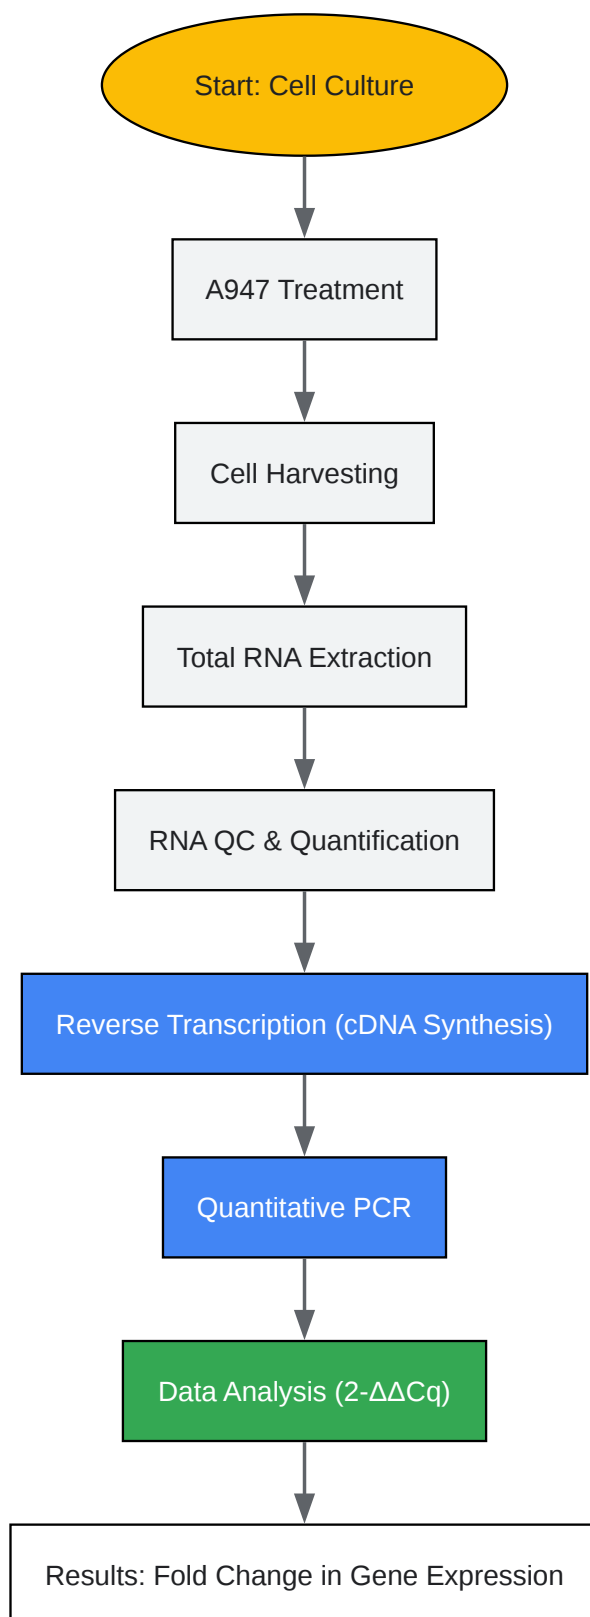 Start: Cell Culture
A947 Treatment
Cell Harvesting
Total RNA Extraction
RNA QC & Quantification
Reverse Transcription (cDNA Synthesis)
Quantitative PCR
Data Analysis (2-ΔΔCq)
Results: Fold Change in Gene Expression